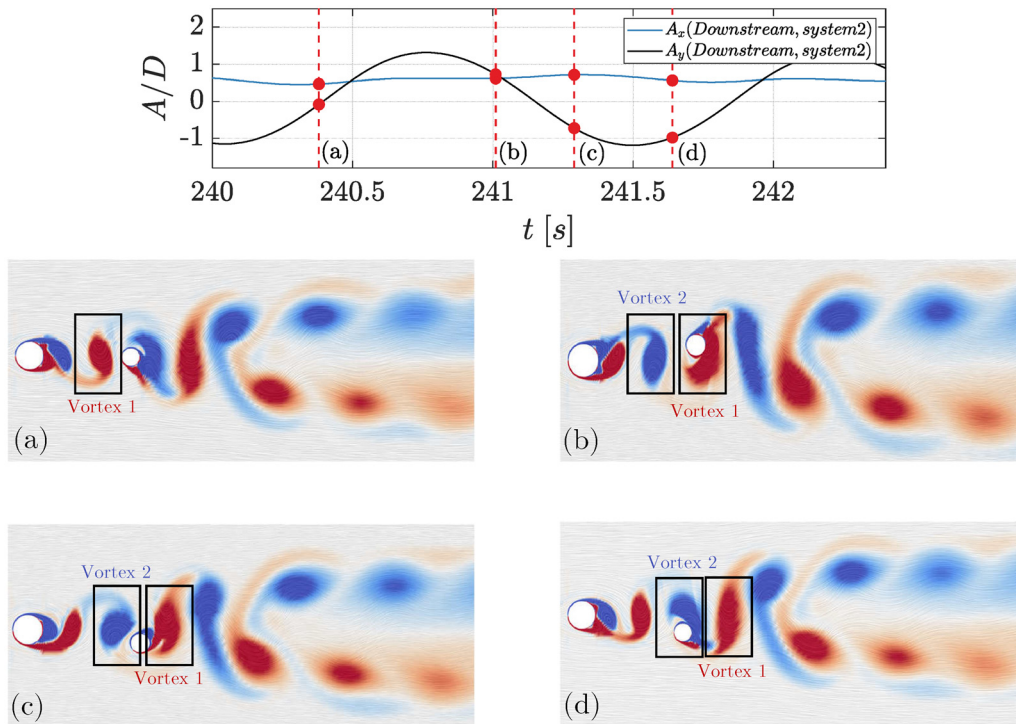 2
1
0
-1
A/D
A_x(Downstream, system2)
A_y(Downstream, system2)
(a)
(b)
(c)
(d)
240
240.5
241
241.5
242
t [s]
Vortex 1
(a)
Vortex 2
Vortex 1
(b)
Vortex 2
Vortex 1
(c)
Vortex 2
Vortex 1
(d)